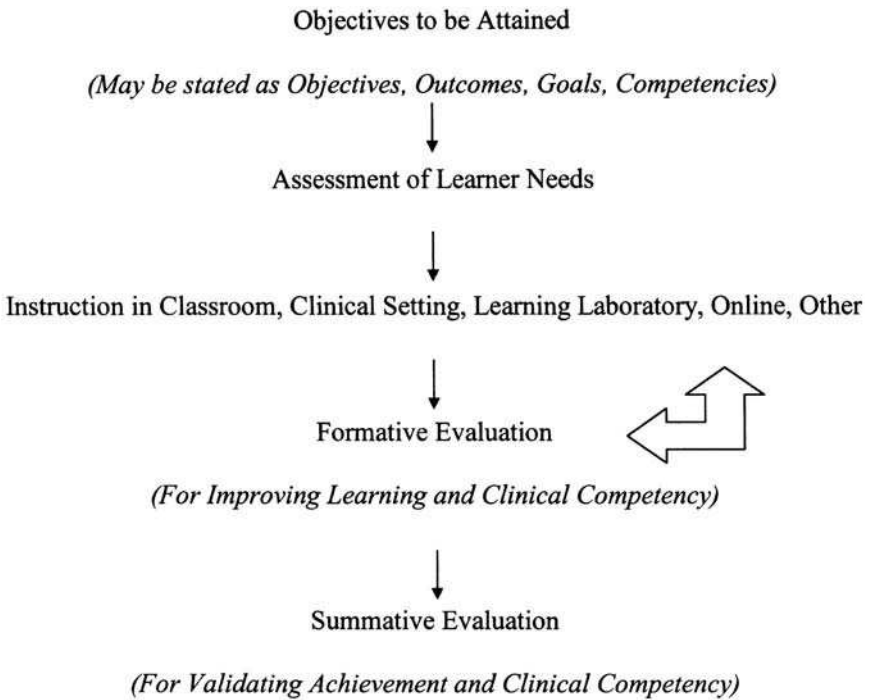 Objectives to be Attained
(May be stated as Objectives, Outcomes, Goals, Competencies)
Assessment of Learner Needs
Instruction in Classroom, Clinical Setting, Learning Laboratory, Online, Other
Formative Evaluation
(For Improving Learning and Clinical Competency)
Summative Evaluation
(For Validating Achievement and Clinical Competency)